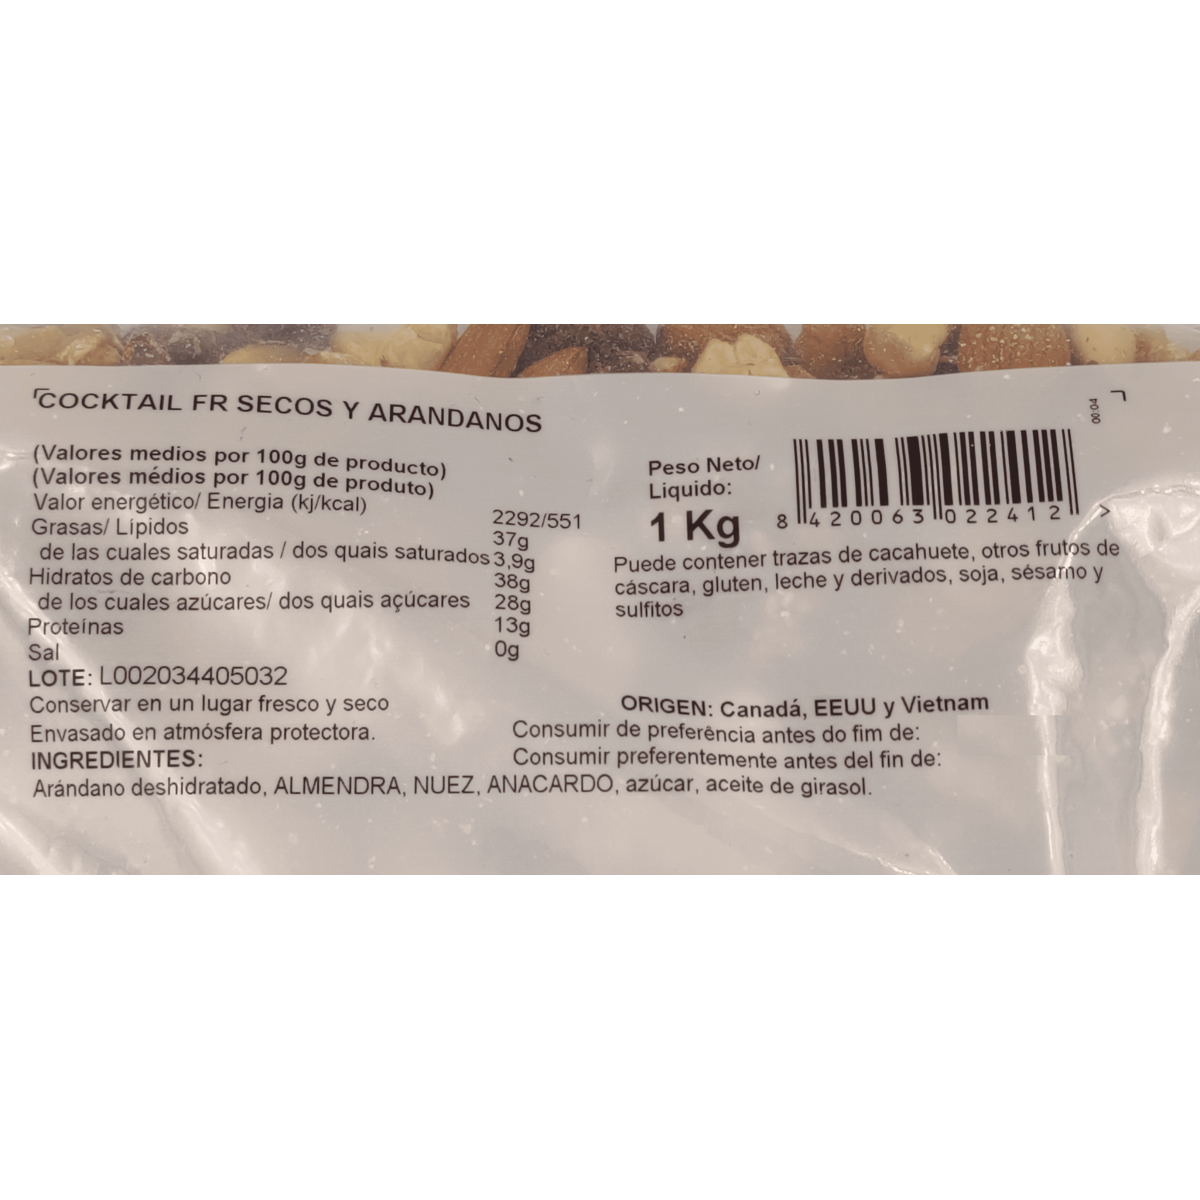 COCKTAIL FR SECOS Y ARANDANOS
(Valores medios por 100g de producto)
(Valores médios por 100g de produto)
Valor energético/ Energia (kj/kcal) 2292/551
Grasas/ Lípidos 37g
de las cuales saturadas / dos quais saturados 3,9g
Hidratos de carbono 38g
de los cuales azúcares/ dos quais açúcares 28g
Proteínas 13g
Sal 0g
LOTE: L002034405032
Conservar en un lugar fresco y seco
Envasado en atmósfera protectora.
INGREDIENTES:
Arándano deshidratado, ALMENDRA, NUEZ, ANACARDO, azúcar, aceite de girasol.
Peso Neto/
Liquido:
1 Kg
8 420063 022412 >
00:04
Puede contener trazas de cacahuete, otros frutos de
cáscara, gluten, leche y derivados, soja, sésamo y
sulfitos
ORIGEN: Canadá, EEUU y Vietnam
Consumir de preferência antes do fim de:
Consumir preferentemente antes del fin de: